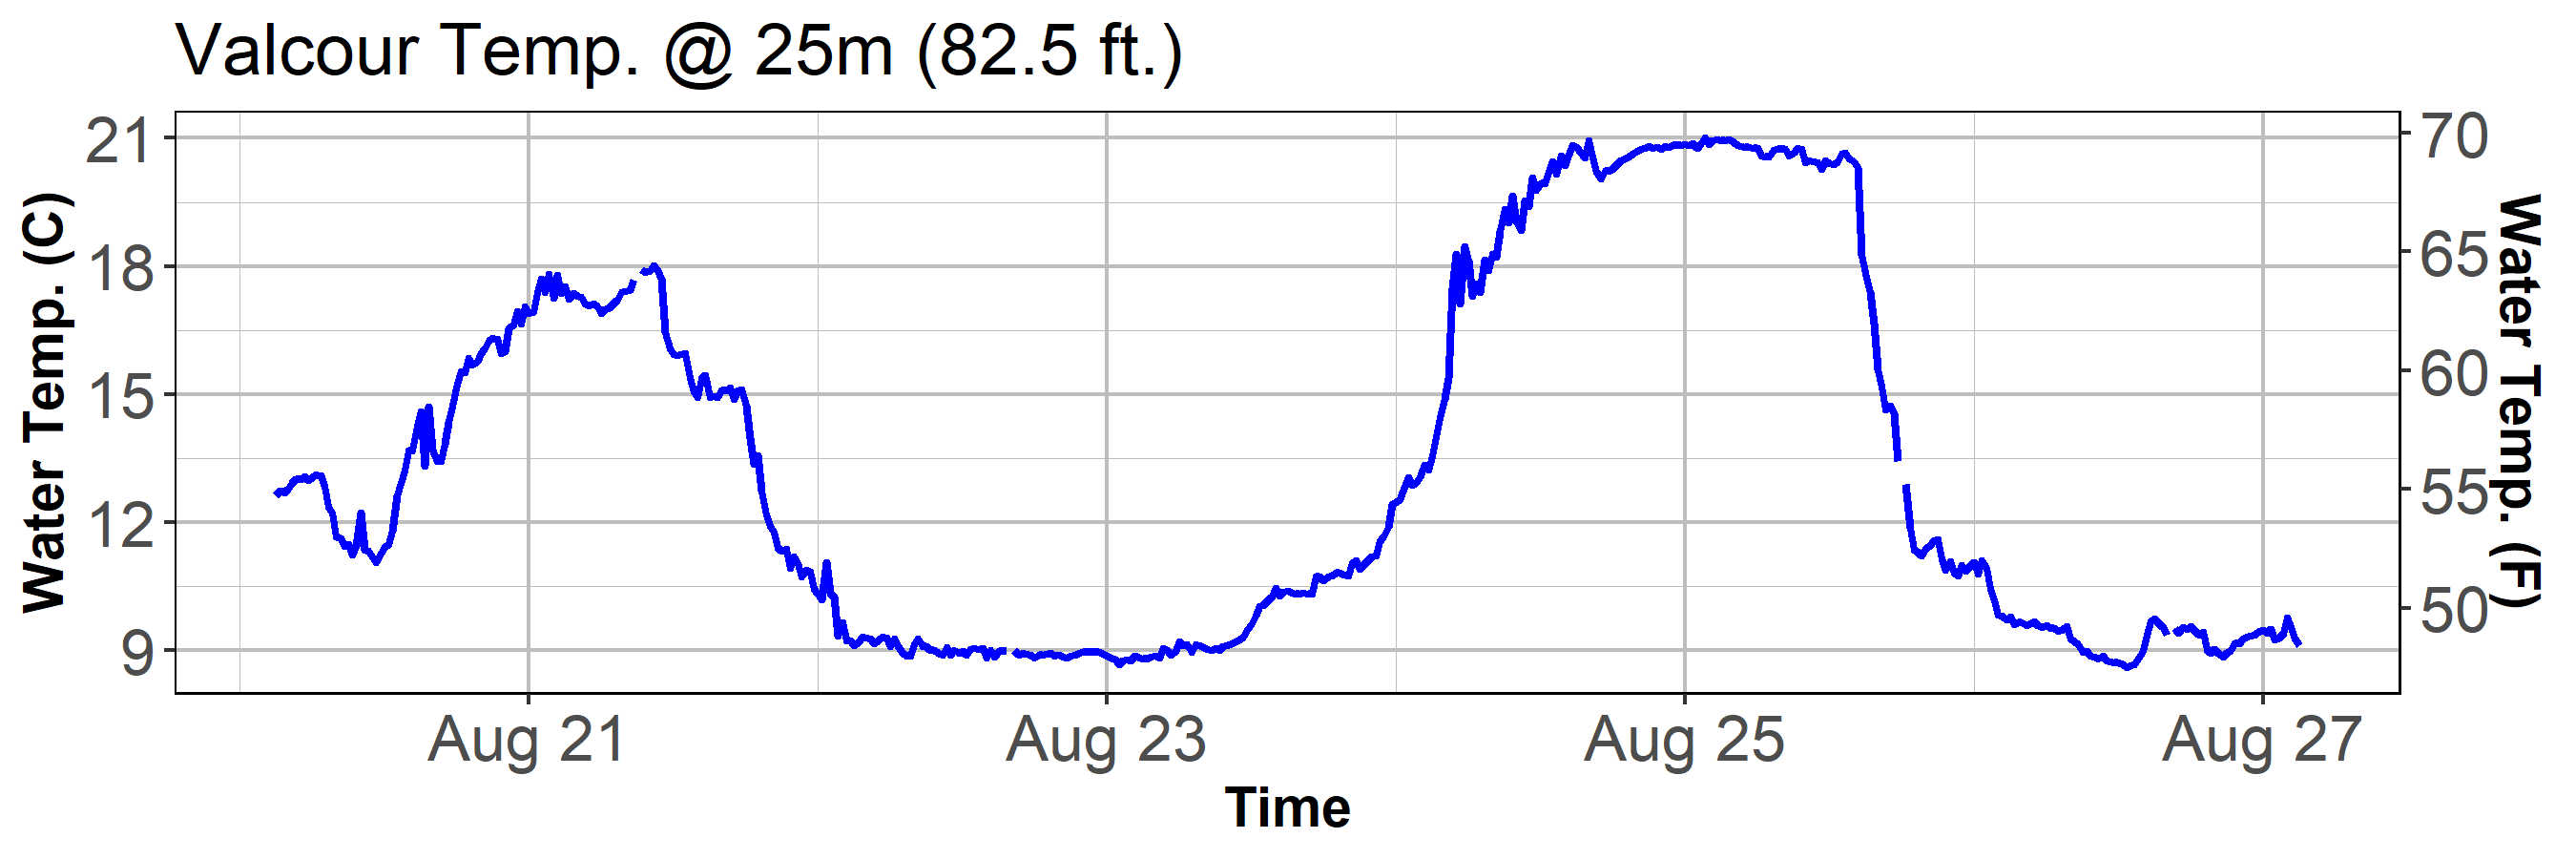 Valcour Temp. @ 25m (82.5 ft.)
Water Temp. (C)
21
18
15
12
9
70
65
60
55
50
Water Temp. (F)
Aug 21
Aug 23
Aug 25
Aug 27
Time